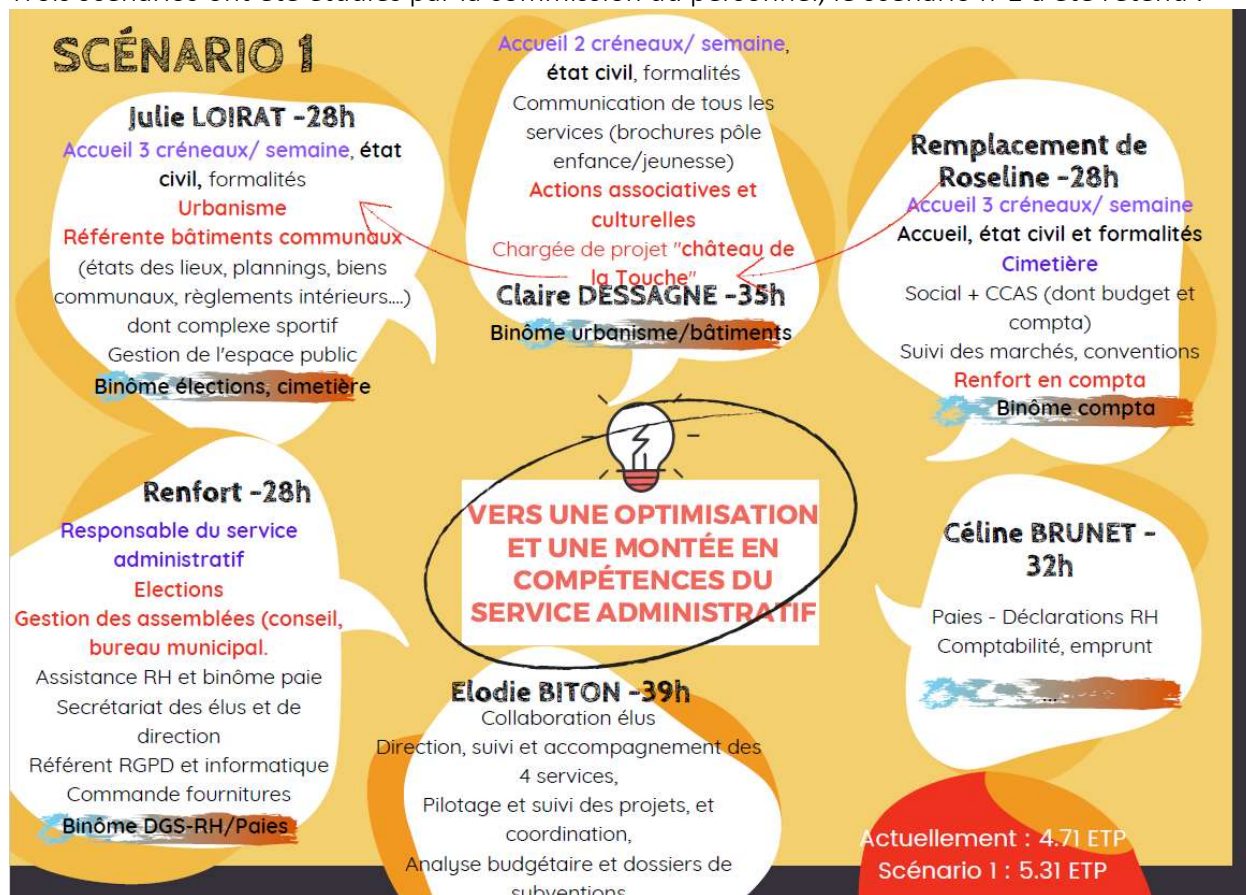 SCÉNARIO 1
Julie LOIRAT -28h
Accueil 3 créneaux/ semaine, état
civil, formalités
Urbanisme
Référente bâtiments communaux
(états des lieux, plannings, biens
communaux, règlements intérieurs....)
dont complexe sportif
Gestion de l'espace public
Binôme élections, cimetière
Accueil 2 créneaux/ semaine,
état civil, formalités
Communication de tous les
services (brochures pôle
enfance/jeunesse)
Actions associatives et
culturelles
Chargée de projet "château de
la Touche"
Claire DESSAGNE -35h
Binôme urbanisme/bâtiments
Remplacement de
Roseline -28h
Accueil 3 créneaux/ semaine
Accueil, état civil et formalités
Cimetière
Social + CCAS (dont budget et
compta)
Suivi des marchés, conventions
Renfort en compta
Binôme compta
Renfort -28h
Responsable du service
administratif
Elections
Gestion des assemblées (conseil,
bureau municipal.
Assistance RH et binôme paie
Secrétariat des élus et de
direction
Référent RGPD et informatique
Commande fournitures
Binôme DGS-RH/Paies
VERS UNE OPTIMISATION
ET UNE MONTÉE EN
COMPÉTENCES DU
SERVICE ADMINISTRATIF
Elodie BITON -39h
Collaboration élus
Direction, suivi et accompagnement des
4 services,
Pilotage et suivi des projets, et
coordination,
Analyse budgétaire et dossiers de
subventions
Céline BRUNET -
32h
Paies - Déclarations RH
Comptabilité, emprunt
...
Actuellement : 4.71 ETP
Scénario 1 : 5.31 ETP